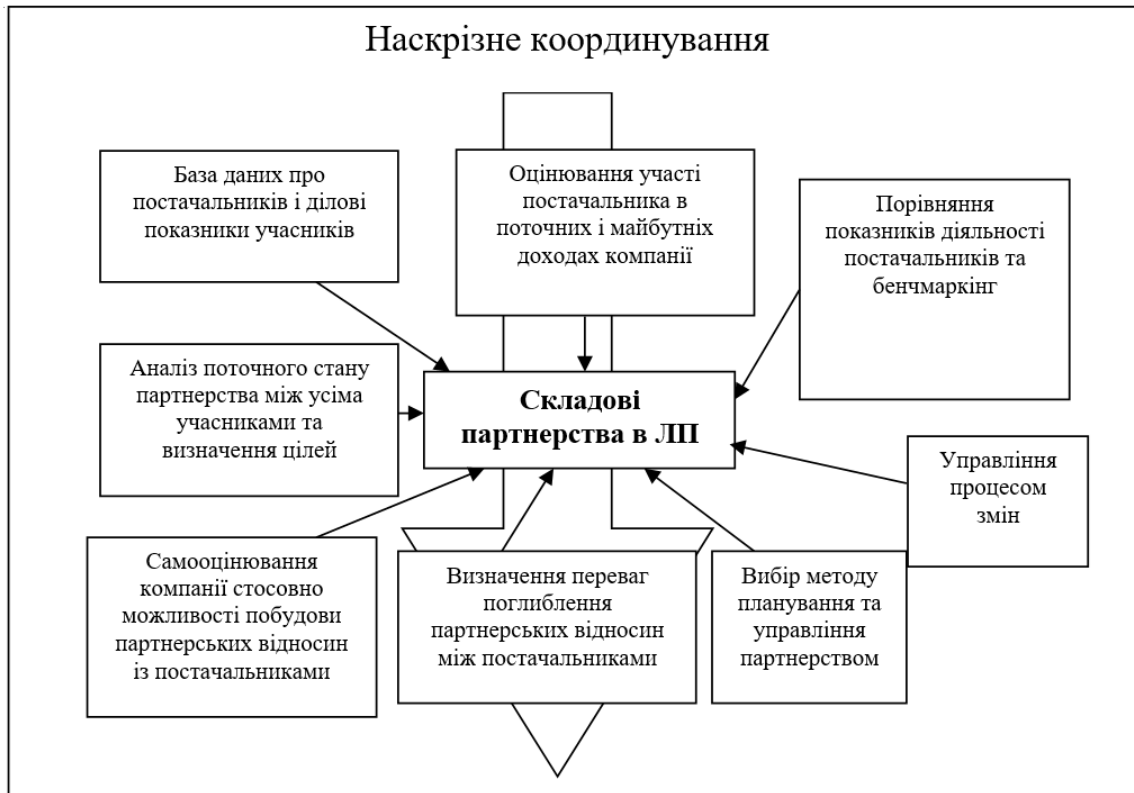 Наскрізне координування
База даних про
постачальників і ділові
показники учасників
Оцінювання участі
постачальника в
поточних і майбутніх
доходах компанії
Порівняння
показників діяльності
постачальників та
бенчмаркінг
Аналіз поточного стану
партнерства між усіма
учасниками та
визначення цілей
Складові
партнерства в ЛП
Управління
процесом
змін
Самооцінювання
компанії стосовно
можливості побудови
партнерських відносин
із постачальниками
Визначення переваг
поглиблення
партнерських відносин
між постачальниками
Вибір методу
планування та
управління
партнерством